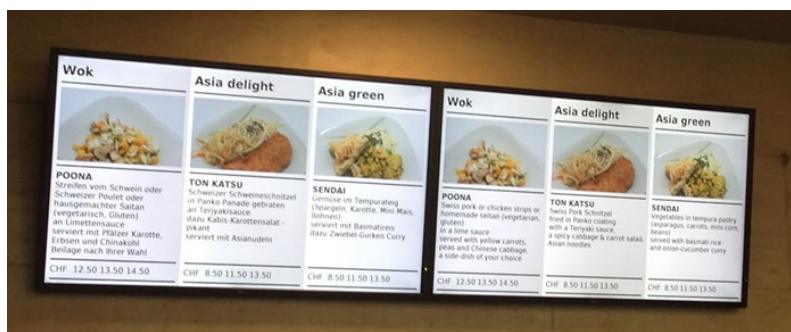 Wok
POONA
Streifen vom Schwein oder
Schweizer Poulet oder
hausgemachter Saitan
(vegetarisch, Gluten)
an Limettensauce
serviert mit Pfälzer Karotte,
Erbsen und Chinakohl
Beilage nach Ihrer Wahl
CHF 12.50 13.50 14.50
Asia delight
TON KATSU
Schweizer Schweineschnitzel
in Panko Panade gebraten
an Teriyakisauce
dazu Kabis-Karottensalat -
pikant
serviert mit Asianudeln
CHF 8.50 11.50 13.50
Asia green
SENDAI
Gemüse im Tempurateig
(Spargeln, Karotte, Mini Mais,
Bohnen)
serviert mit Basmatireis
dazu Zwiebel-Gurken Curry
CHF 8.50 11.50 13.50
Wok
POONA
Swiss pork or chicken strips or
homemade seitan (vegetarian,
gluten)
in a lime sauce
served with yellow carrots,
peas and Chinese cabbage,
a side-dish of your choice
CHF 12.50 13.50 14.50
Asia delight
TON KATSU
Swiss Pork Schnitzel
fried in Panko coating
with a Teriyaki sauce,
a spicy cabbage & carrot salad,
Asian noodles
CHF 8.50 11.50 13.50
Asia green
SENDAI
Vegetables in tempura pastry
(asparagus, carrots, mini corn,
beans)
served with basmati rice
and onion-cucumber curry
CHF 8.50 11.50 13.50